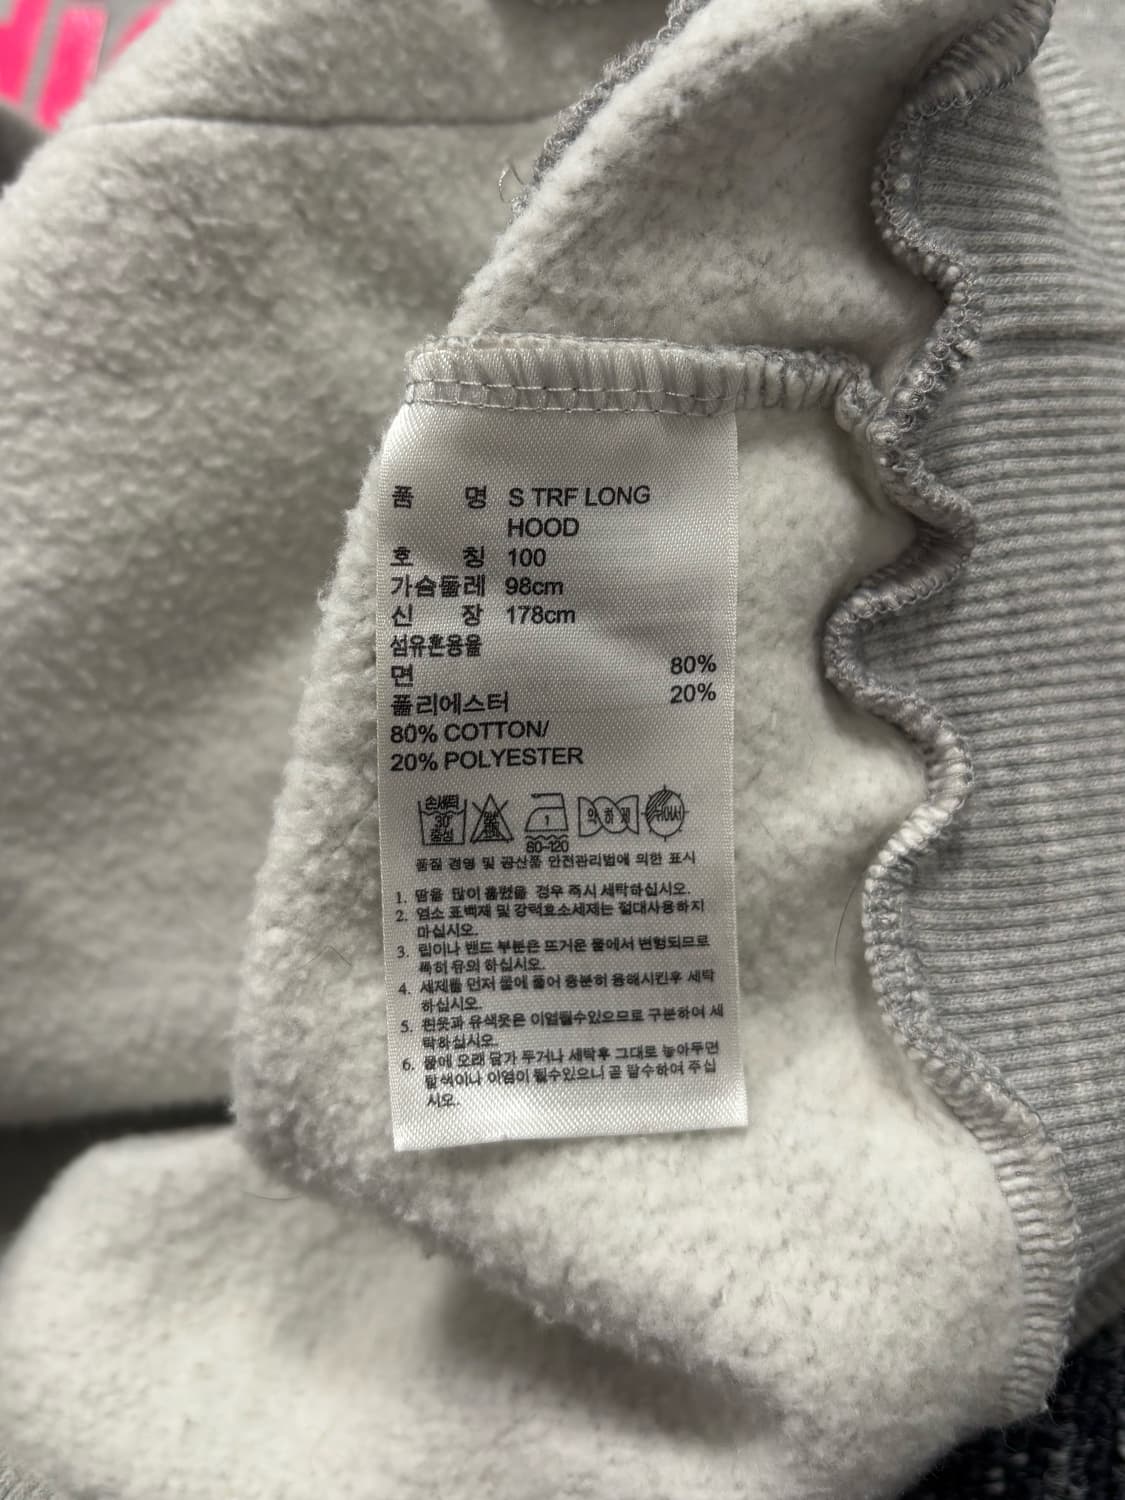 품 명 S TRF LONG
HOOD
호 칭 100
가슴둘레 98cm
신 장 178cm
섬유혼용율
면 80%
폴리에스터 20%
80% COTTON/
20% POLYESTER
손세탁
30°
중성
1
80-120
약하게
뉘어서
품질 경영 및 공산품 안전관리법에 의한 표시
1. 땀을 많이 흘렸을 경우 즉시 세탁하십시오.
2. 염소 표백제 및 강력효소세제는 절대사용하지
마십시오.
3. 립이나 밴드 부분은 뜨거운 물에서 변형되므로
특히 유의 하십시오.
4. 세제를 먼저 물에 풀어 충분히 용해시킨후 세탁
하십시오.
5. 흰옷과 유색옷은 이염될수있으므로 구분하여 세
탁하십시오.
6. 물에 오래 담가 두거나 세탁후 그대로 놓아두면
탈색이나 이염이 될수있으니 곧 탈수하여 주십
시오.